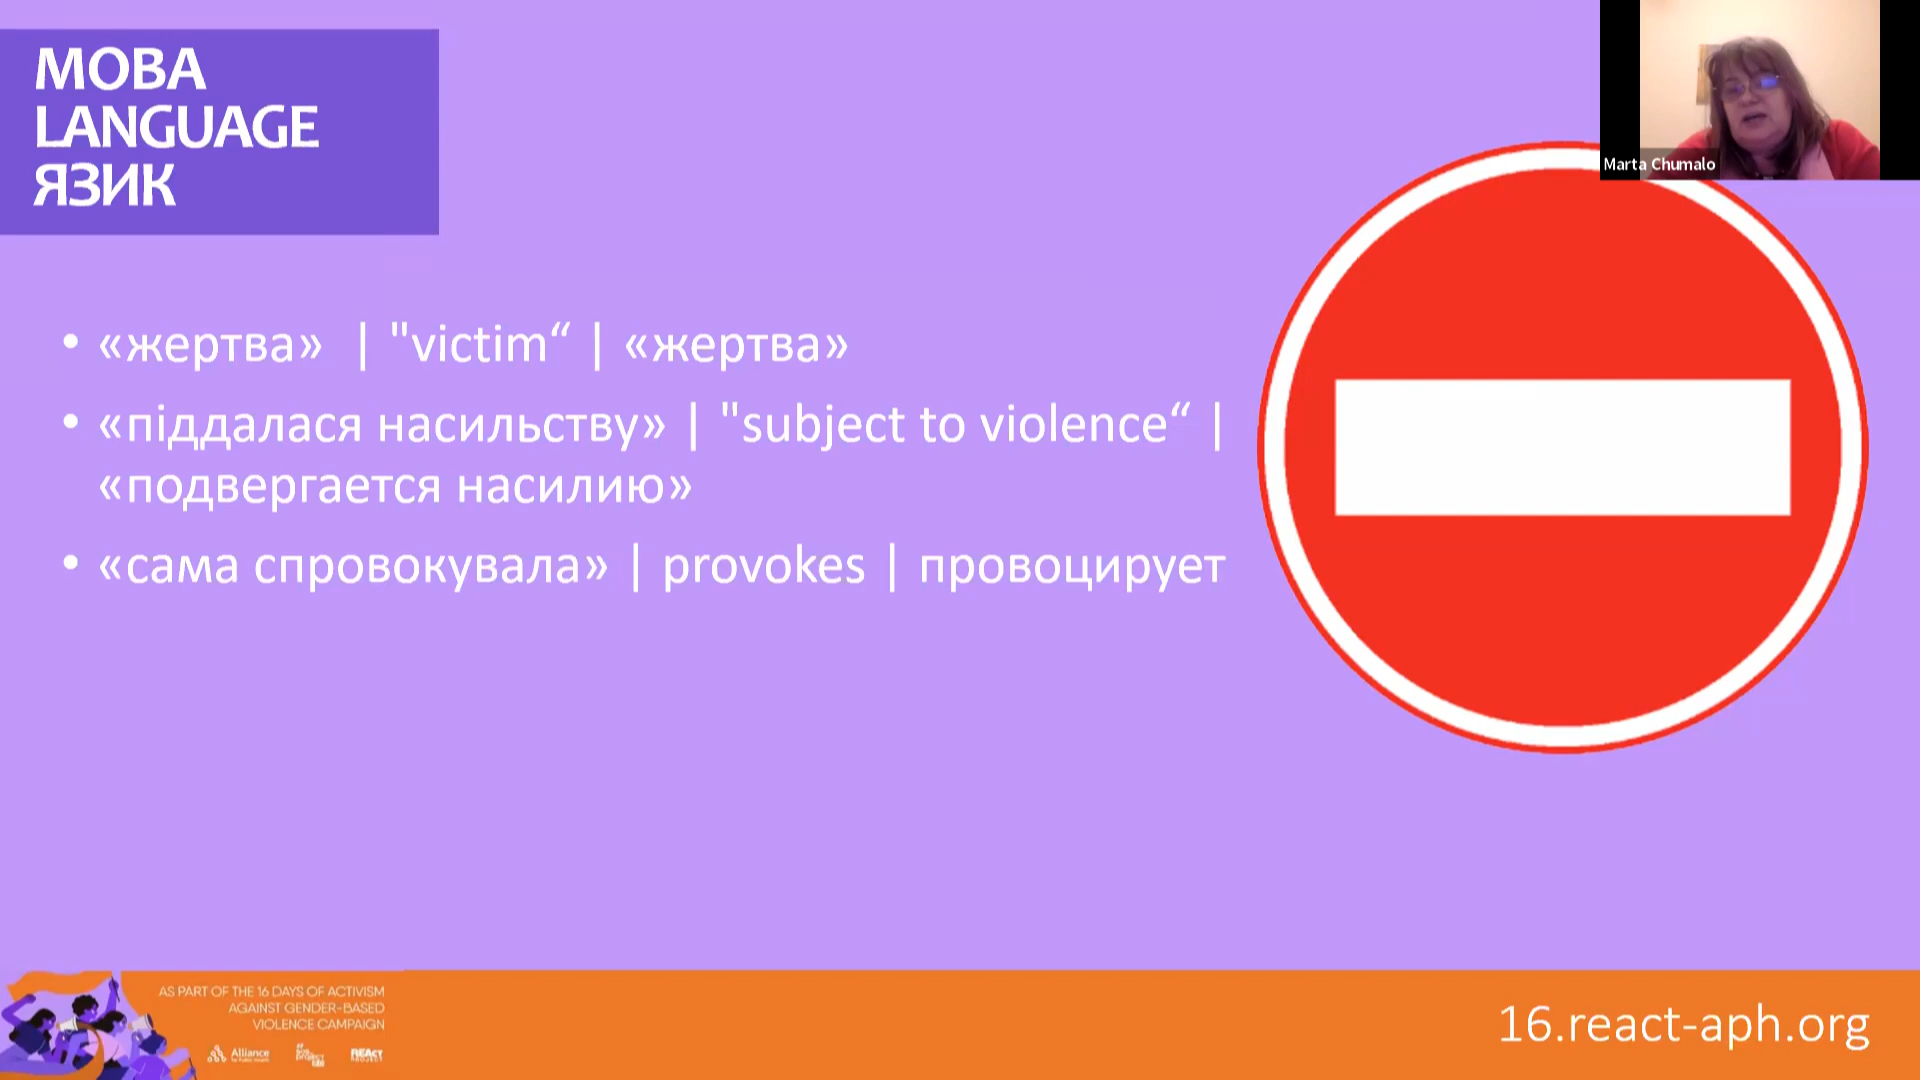 МОВА
LANGUAGE
ЯЗИК
Marta Chumalo
• «жертва» | "victim“ | «жертва»
• «піддалася насильству» | "subject to violence“ |
«подвергается насилию»
• «сама спровокувала» | provokes | провоцирует
AS PART OF THE 16 DAYS OF ACTIVISM
AGAINST GENDER-BASED
VIOLENCE CAMPAIGN
Alliance
REAct
PROJECT
16.react-aph.org